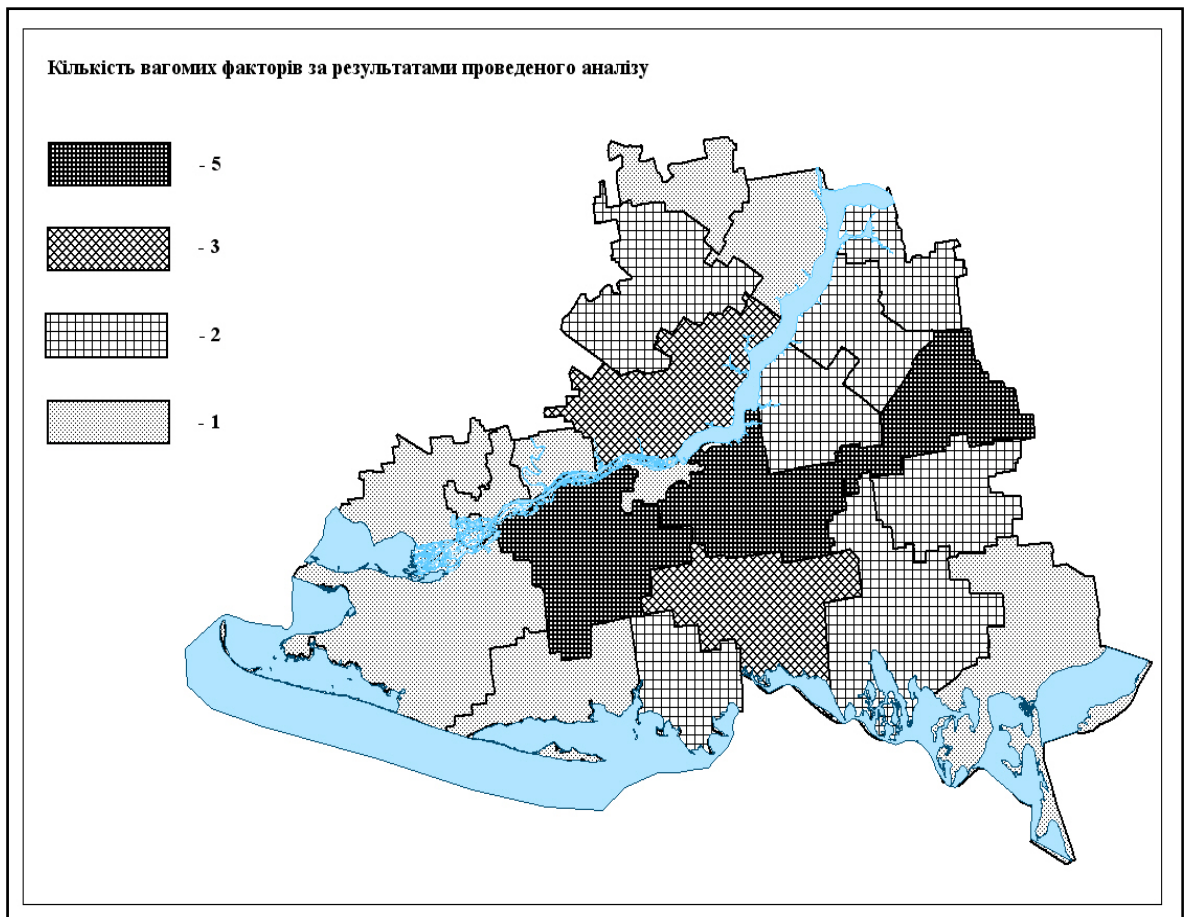 Кількість вагомих факторів за результатами проведеного аналізу
- 5
- 3
- 2
- 1